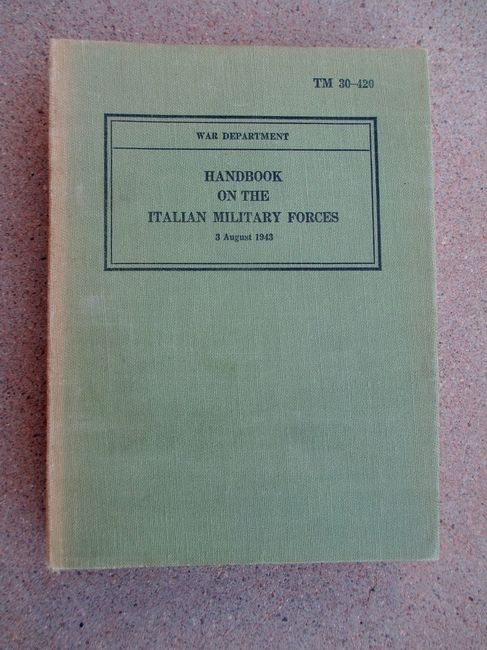 TM 30-420
WAR DEPARTMENT
HANDBOOK
ON THE
ITALIAN MILITARY FORCES
3 August 1943